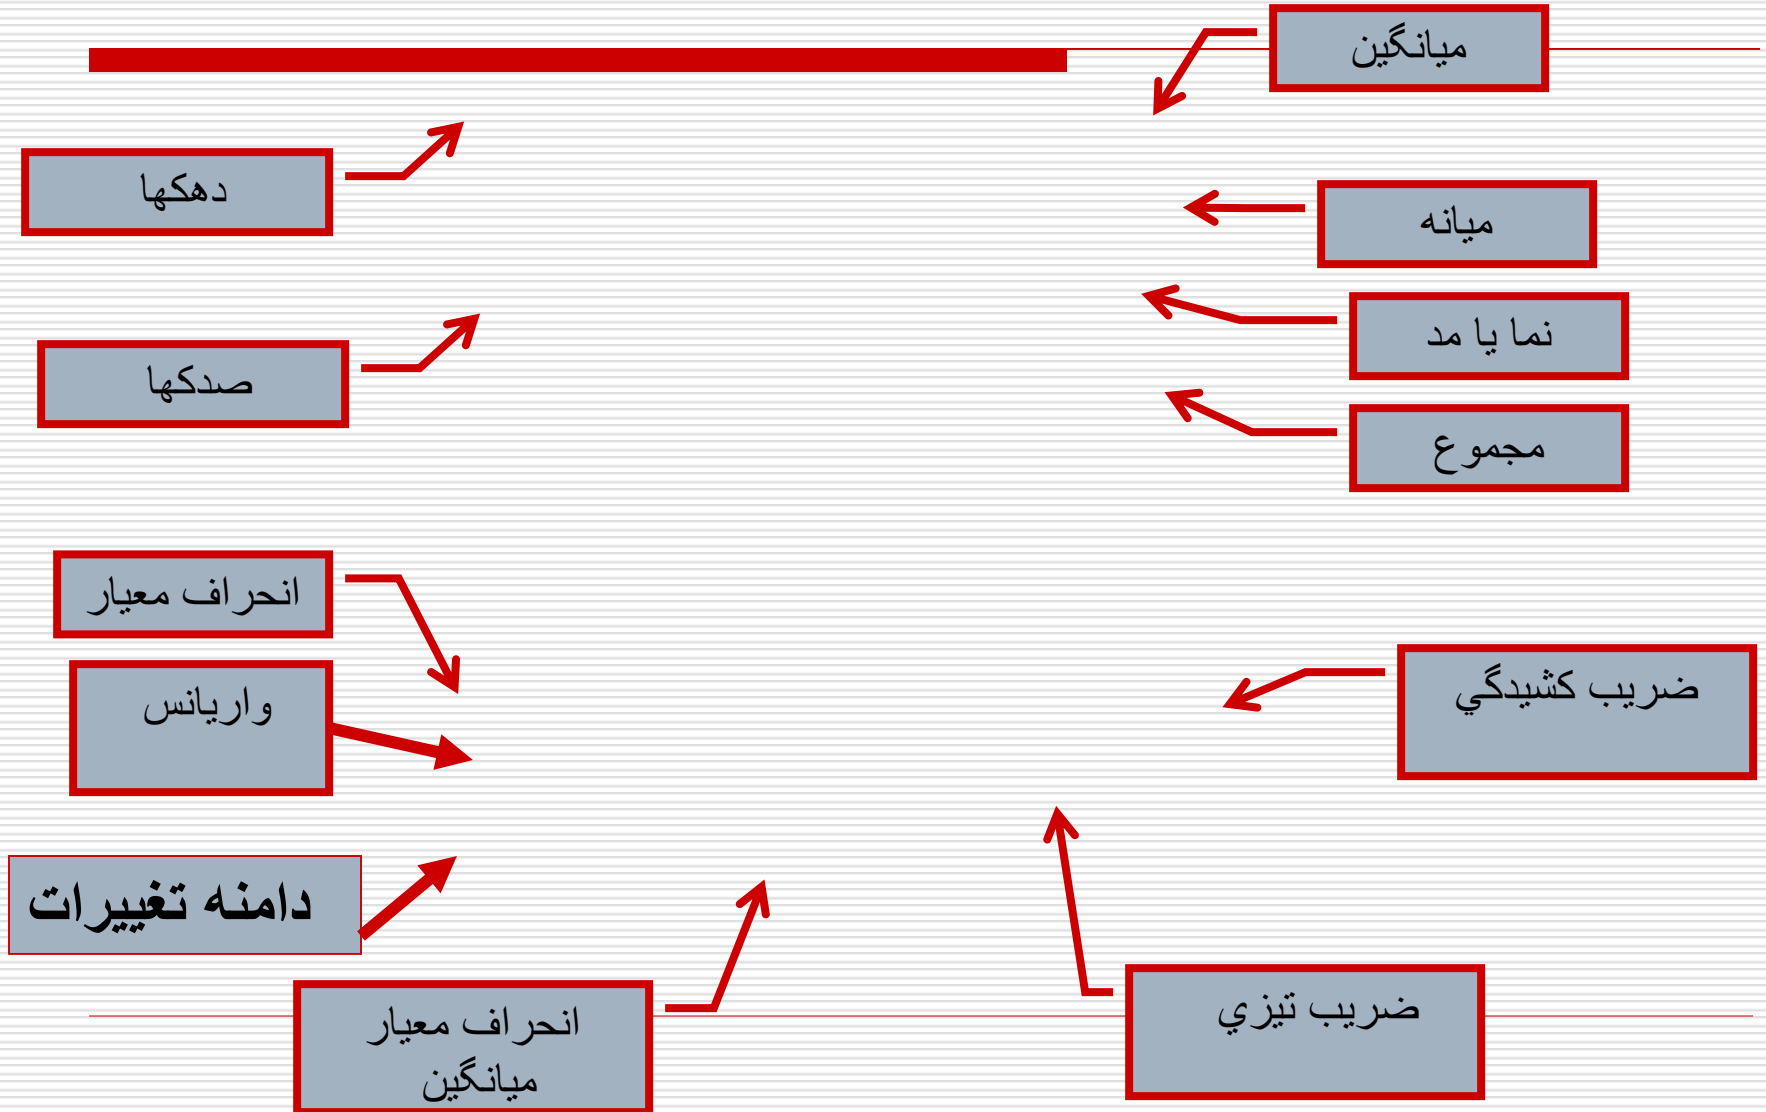 میانگین
دهکها
میانه
نما یا مد
صدکها
مجموع
انحراف معیار
ضریب کشیدگي
واریانس
دامنه تغییرات
انحراف معیار
میانگین
ضریب تیزي